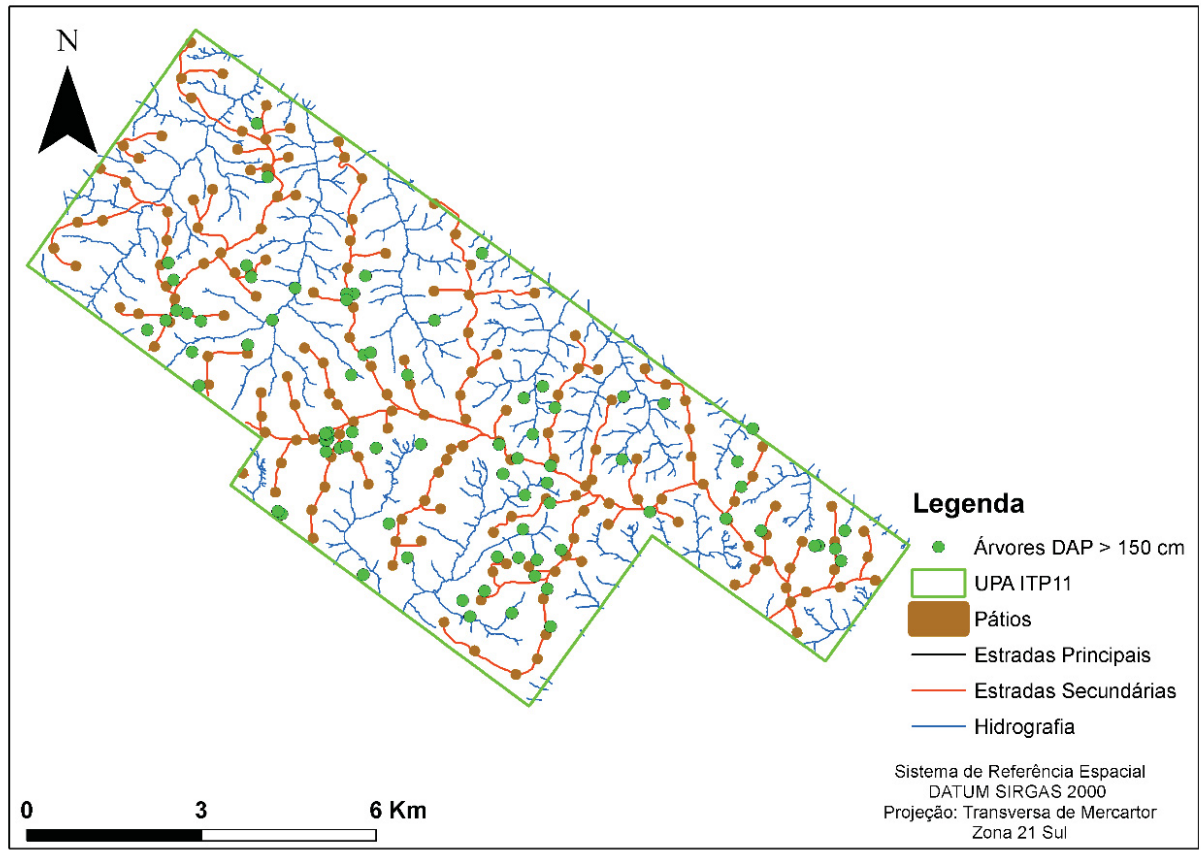 N
Legenda
Árvores DAP > 150 cm
UPA ITP11
Pátios
Estradas Principais
Estradas Secundárias
Hidrografia
Sistema de Referência Espacial
DATUM SIRGAS 2000
Projeção: Transversa de Mercartor
Zona 21 Sul
0 3 6 Km